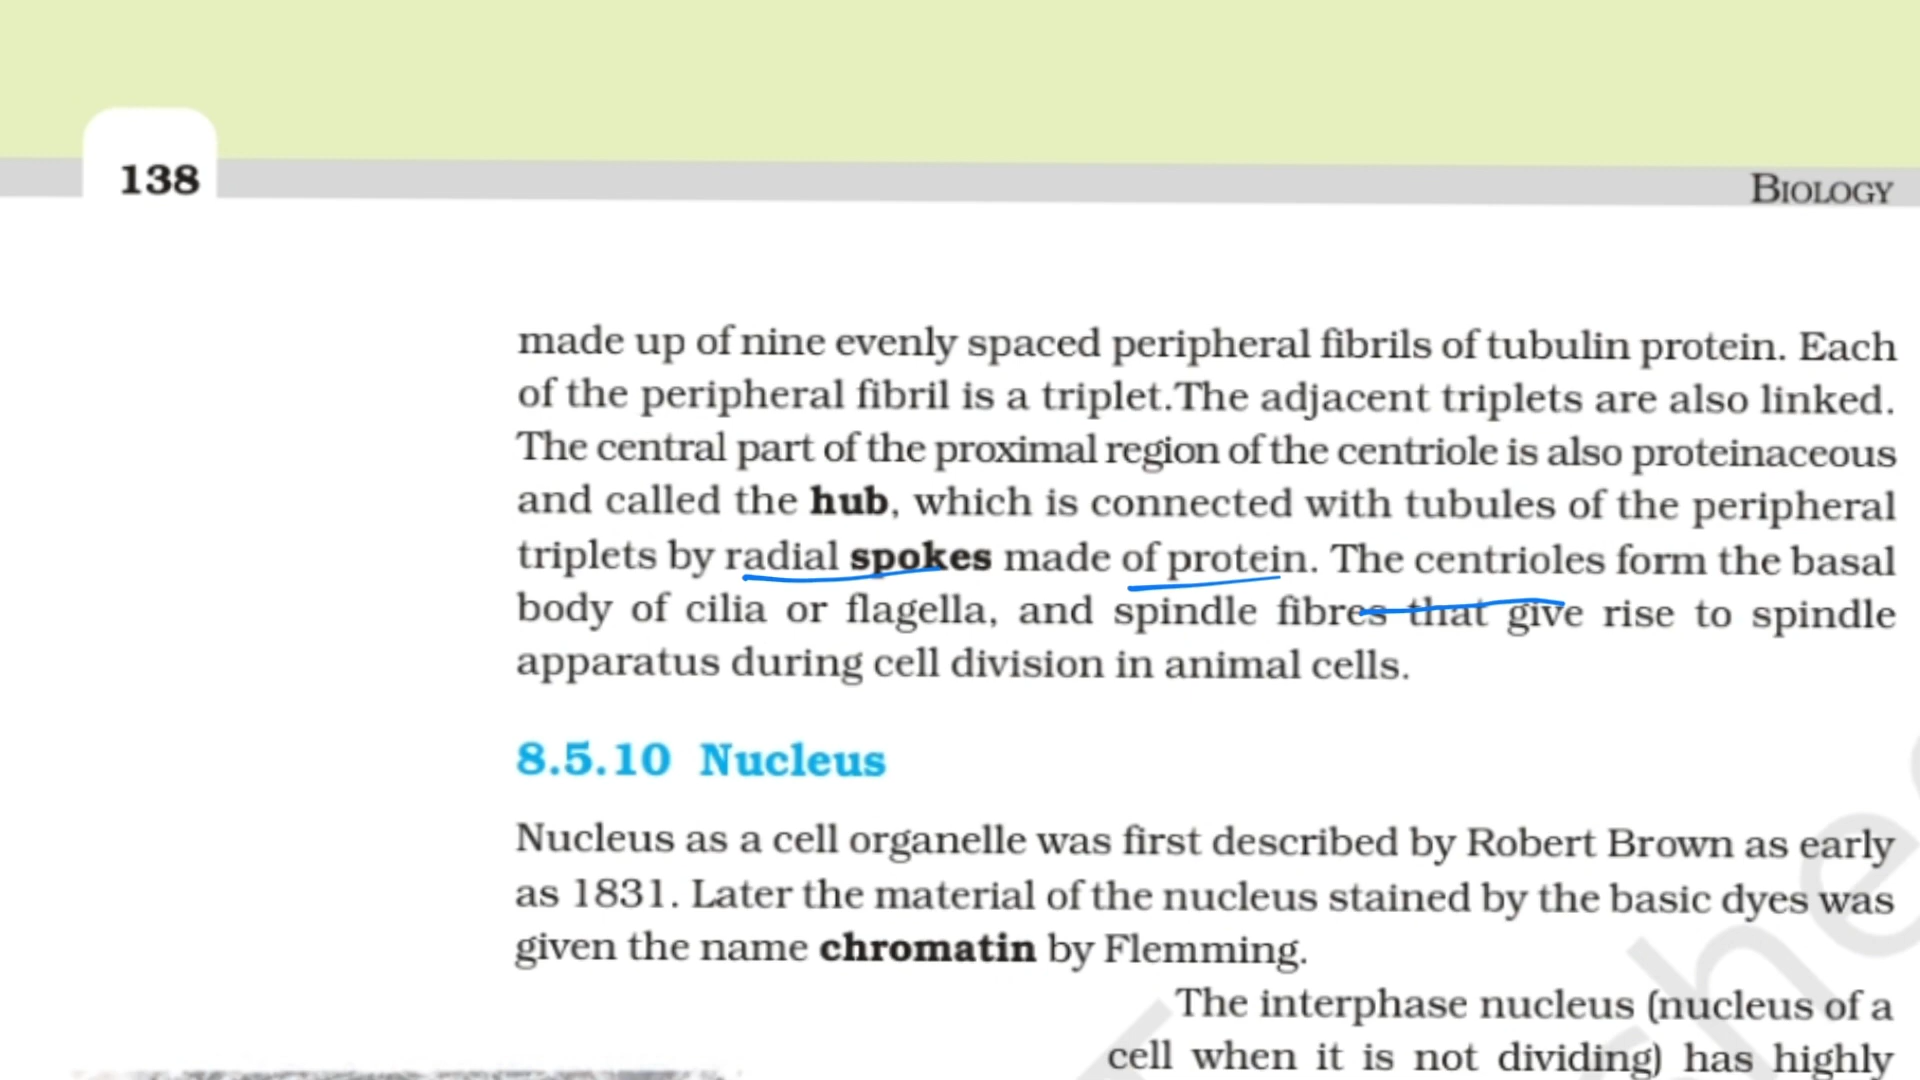 138
BIOLOGY
made up of nine evenly spaced peripheral fibrils of tubulin protein. Each
of the peripheral fibril is a triplet.The adjacent triplets are also linked.
The central part of the proximal region of the centriole is also proteinaceous
and called the hub, which is connected with tubules of the peripheral
triplets by radial spokes made of protein. The centrioles form the basal
body of cilia or flagella, and spindle fibres that give rise to spindle
apparatus during cell division in animal cells.
8.5.10 Nucleus
Nucleus as a cell organelle was first described by Robert Brown as early
as 1831. Later the material of the nucleus stained by the basic dyes was
given the name chromatin by Flemming.
The interphase nucleus (nucleus of a
cell when it is not dividing) has highly